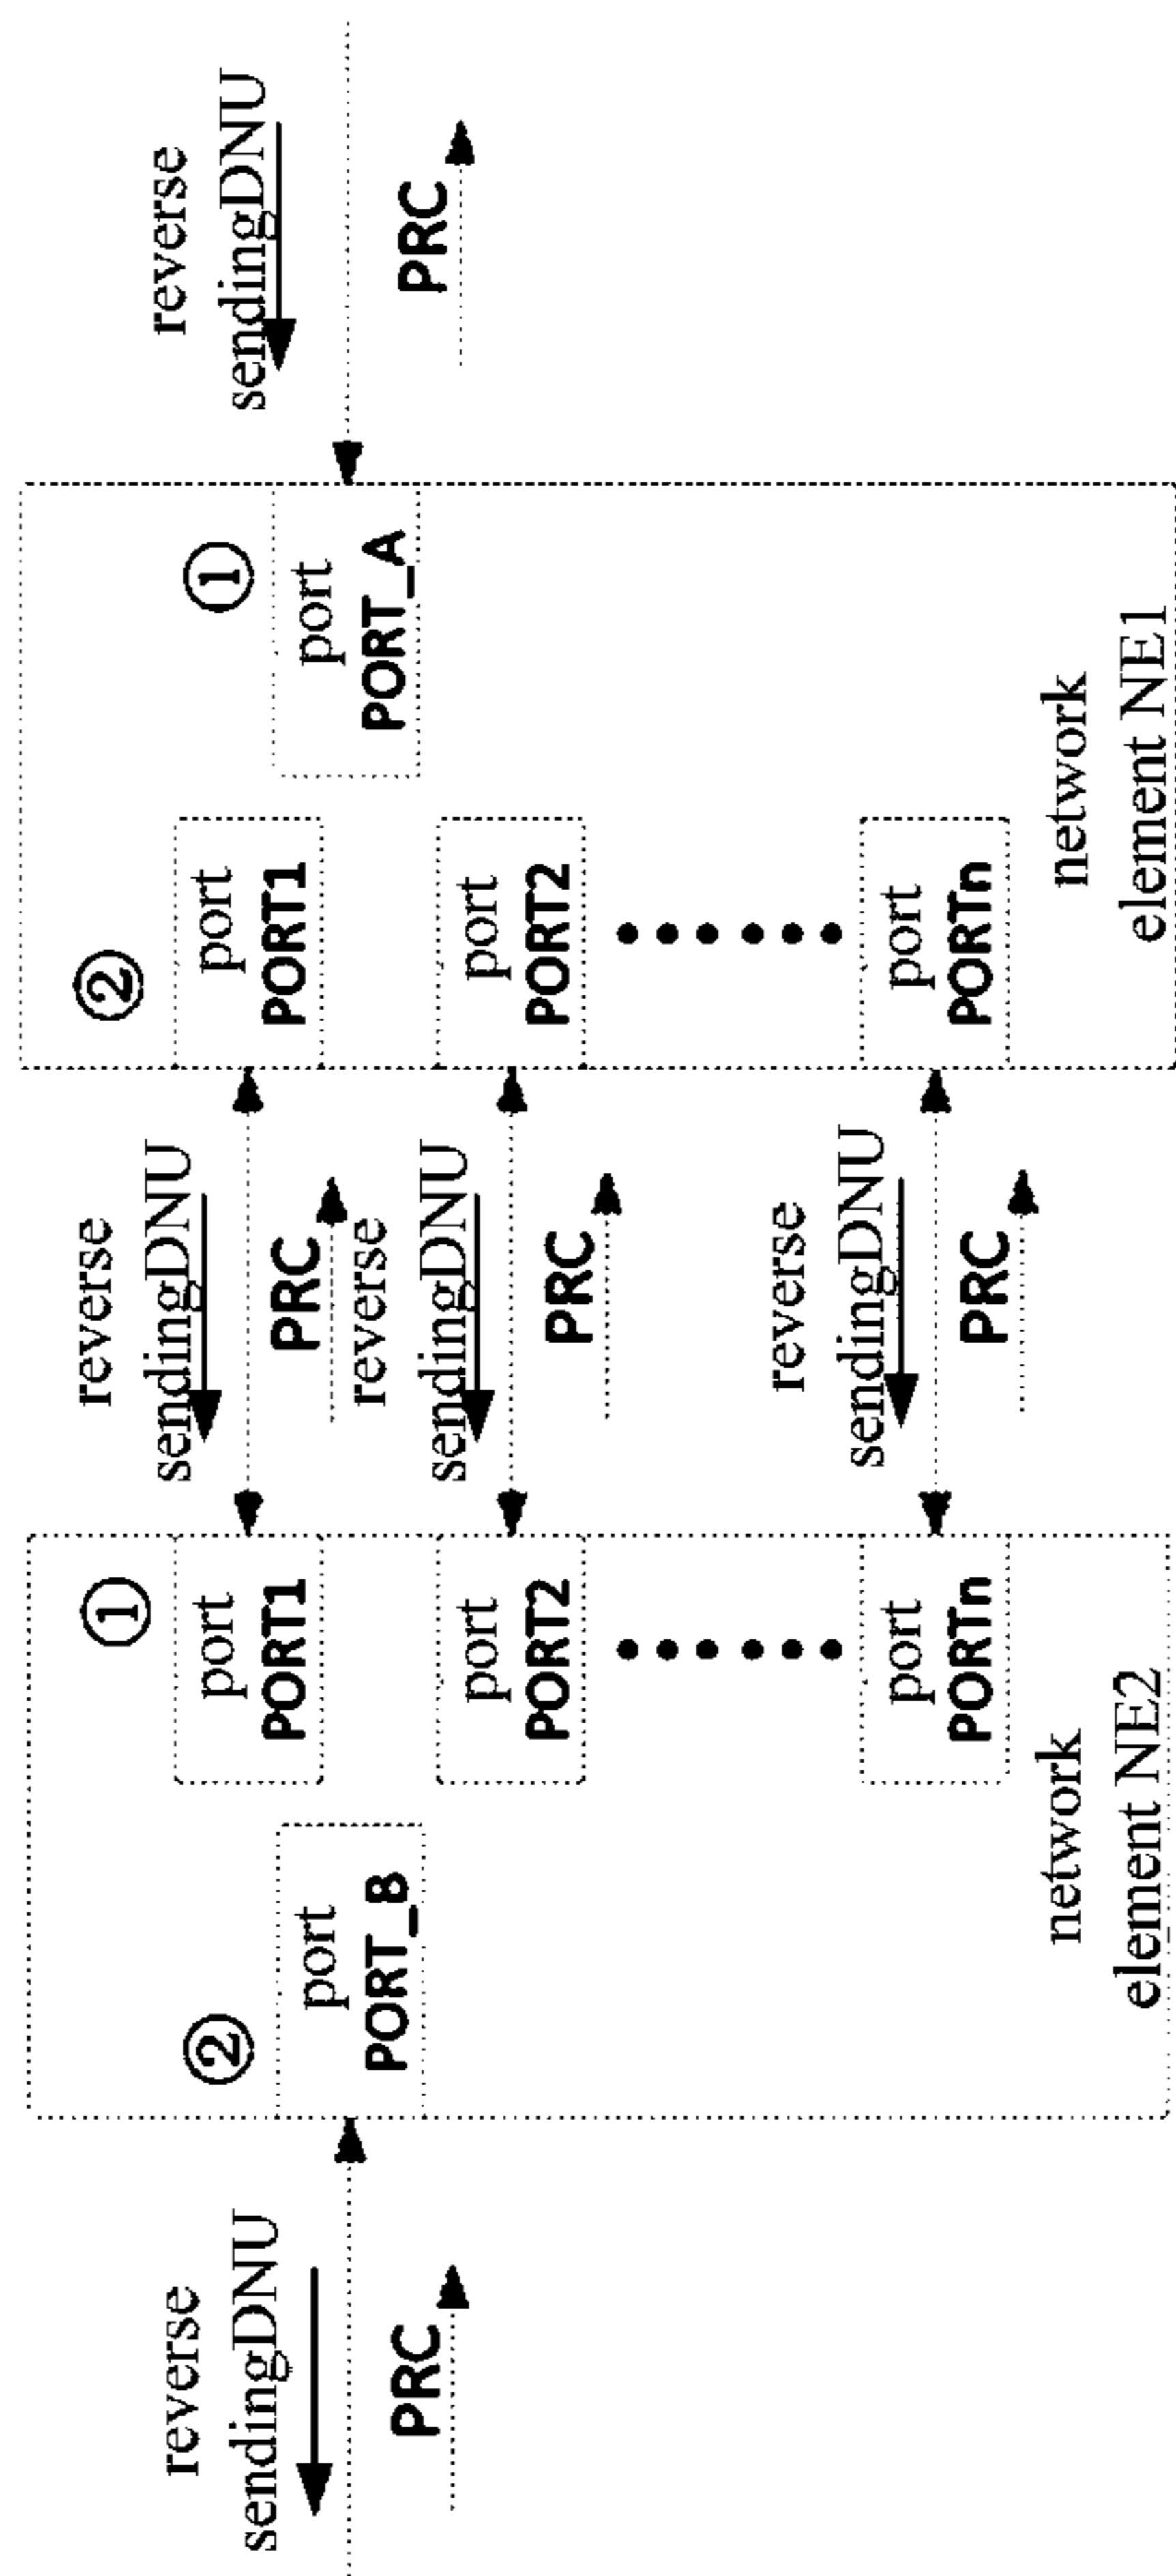 reverse
sendingDNU
PRC
②
port
PORT_B
①
port
PORT1
port
PORT2
port
PORTn
network
element NE2
reverse
sendingDNU
PRC
reverse
sendingDNU
PRC
reverse
sendingDNU
PRC
②
port
PORT1
port
PORT2
port
PORTn
①
port
PORT_A
network
element NE1
reverse
sendingDNU
PRC